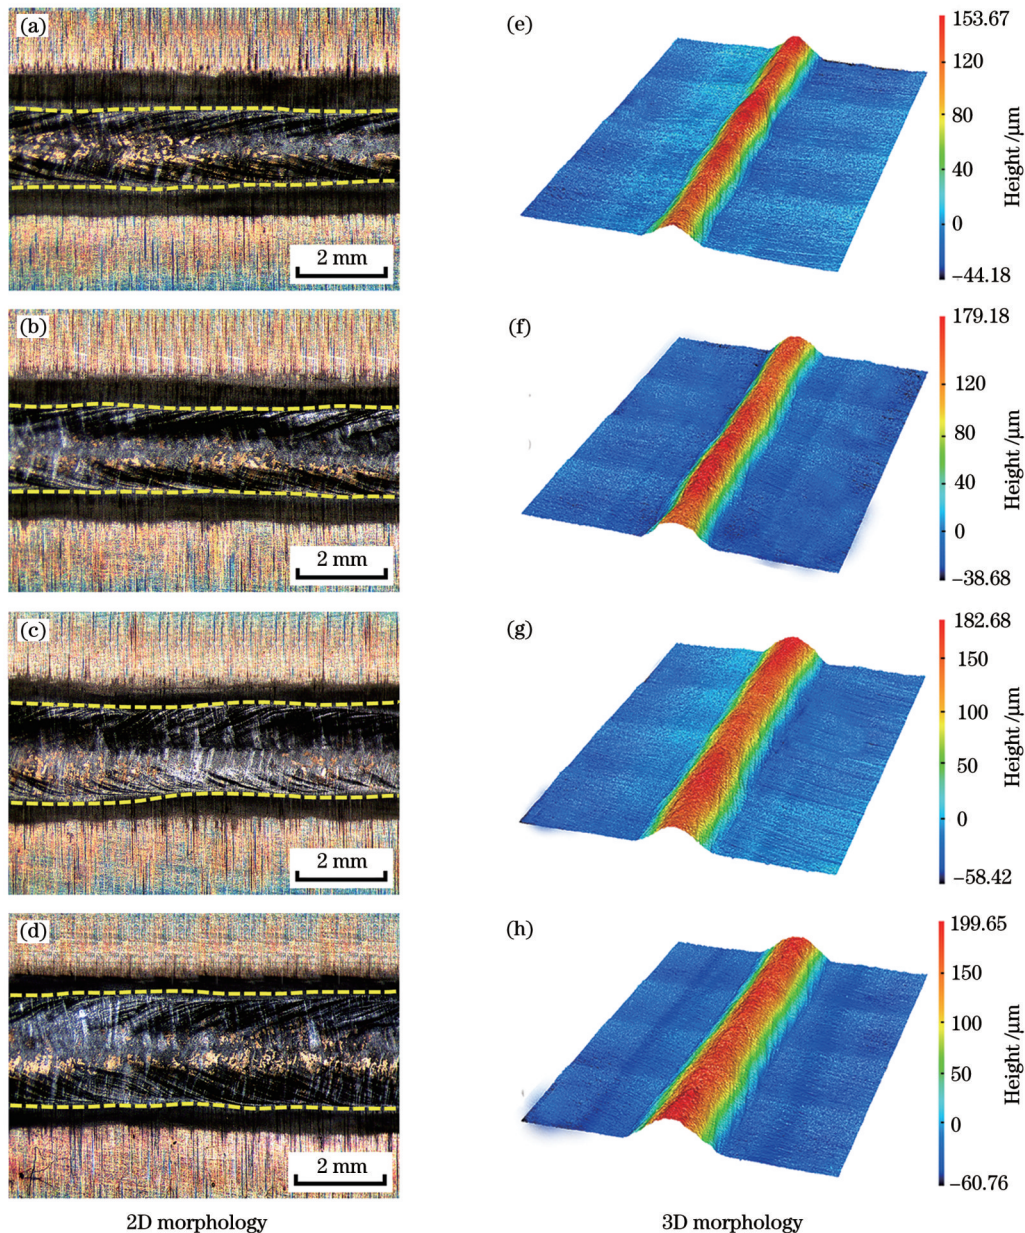 (a)
2 mm
(e)
153.67
120
80
40
0
−44.18
Height /μm
(b)
2 mm
(f)
179.18
120
80
40
0
−38.68
Height /μm
(c)
2 mm
(g)
182.68
150
100
50
0
−58.42
Height /μm
(d)
2 mm
(h)
199.65
150
100
50
0
−60.76
Height /μm
2D morphology
3D morphology